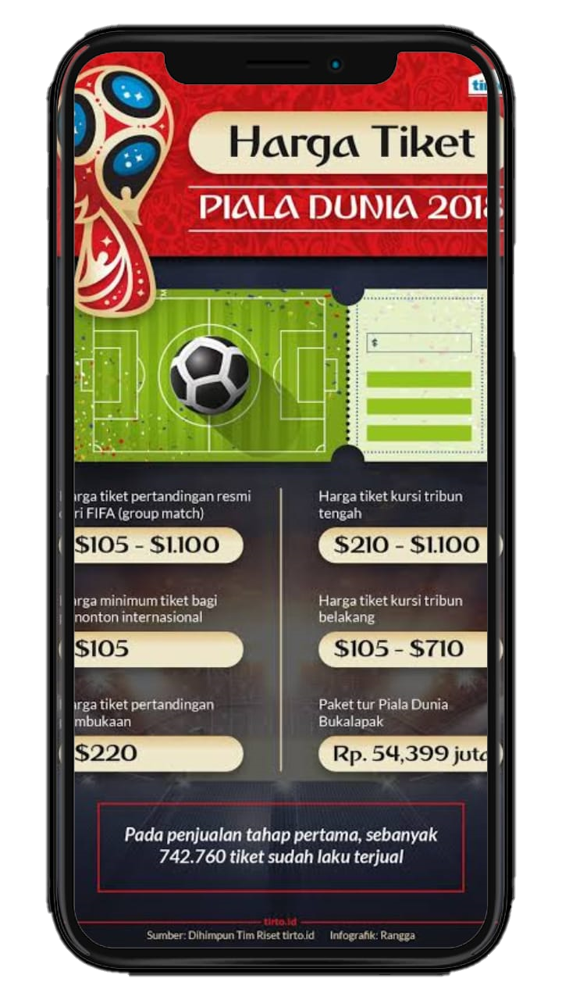 Harga Tiket
PIALA DUNIA 2018
TM
$
arga tiket pertandingan resmi
ri FIFA (group match)
$105 - $1.100
arga minimum tiket bagi
nonton internasional
$105
arga tiket pertandingan
mbukaan
$220
Harga tiket kursi tribun
tengah
$210 - $1.100
Harga tiket kursi tribun
belakang
$105 - $710
Paket tur Piala Dunia
Bukalapak
Rp. 54,399 juta
Pada penjualan tahap pertama, sebanyak
742.760 tiket sudah laku terjual
tirto.id
Sumber: Dihimpun Tim Riset tirto.id Infografik: Rangga